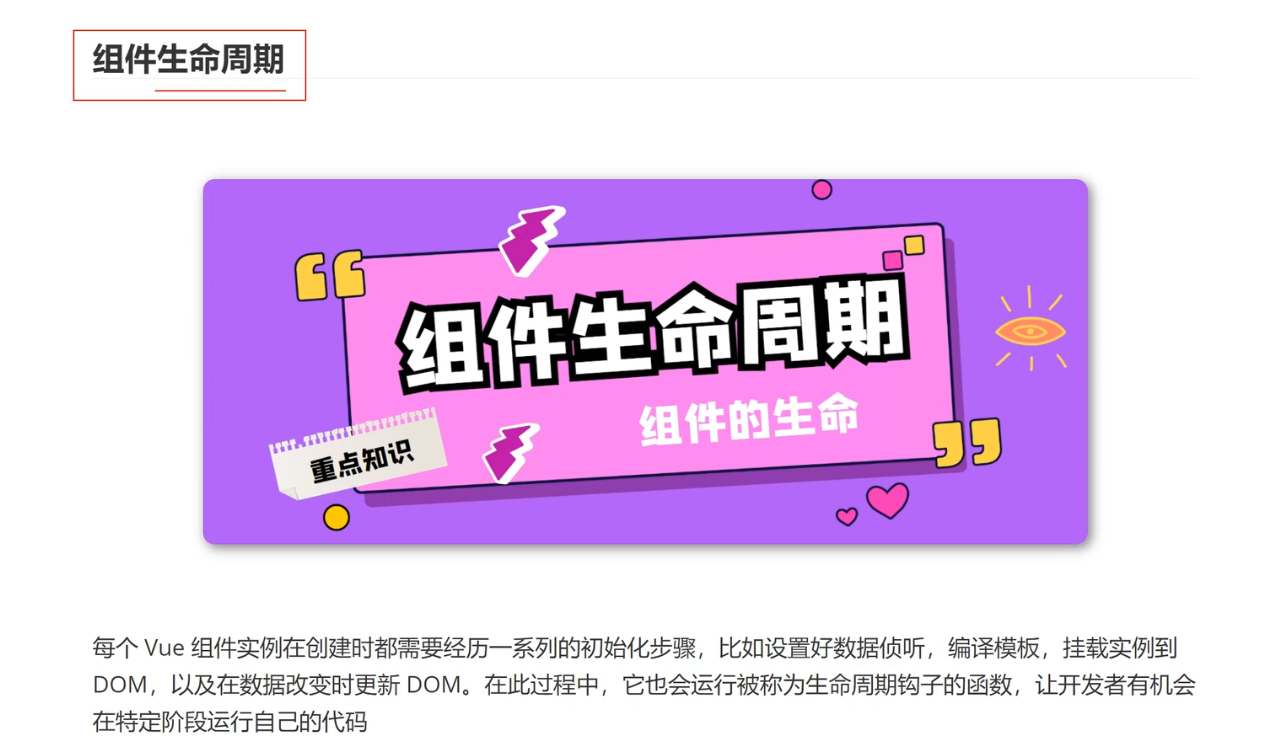 组件生命周期
组件生命周期
组件的生命
重点知识
每个 Vue 组件实例在创建时都需要经历一系列的初始化步骤，比如设置好数据侦听，编译模板，挂载实例到
DOM，以及在数据改变时更新 DOM。在此过程中，它也会运行被称为生命周期钩子的函数，让开发者有机会
在特定阶段运行自己的代码